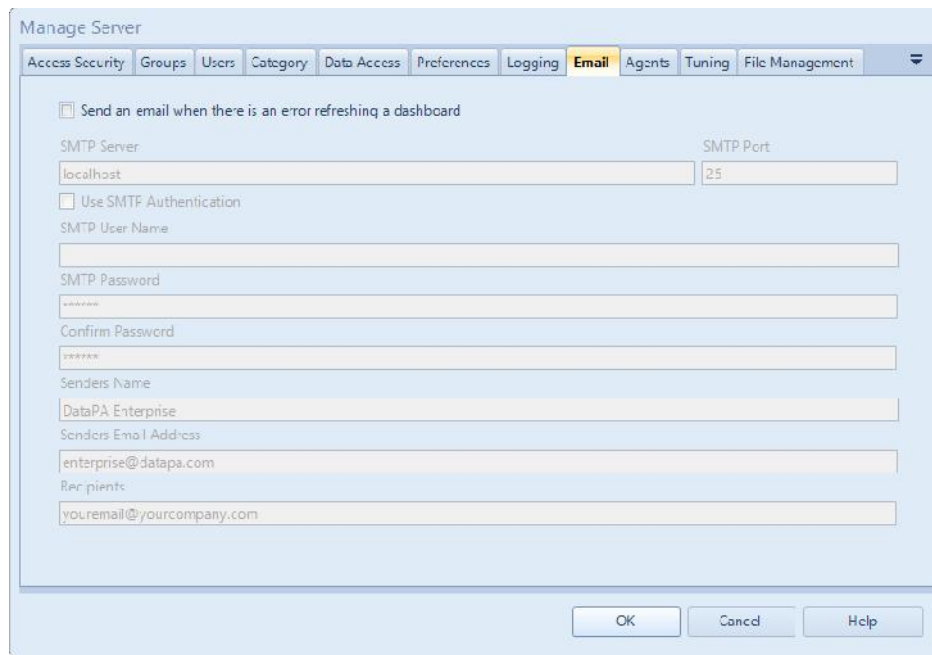 Manage Server
Access Security Groups Users Category Data Access Preferences Logging Email Agents Tuning File Management
Send an email when there is an error refreshing a dashboard
SMTP Server SMTP Port
localhost 25
Use SMTP Authentication
SMTP User Name
SMTP Password
******
Confirm Password
******
Senders Name
DataPA Enterprise
Senders Email Address
enterprise@datapa.com
Recipients
youremail@yourcompany.com
OK Cancel Help